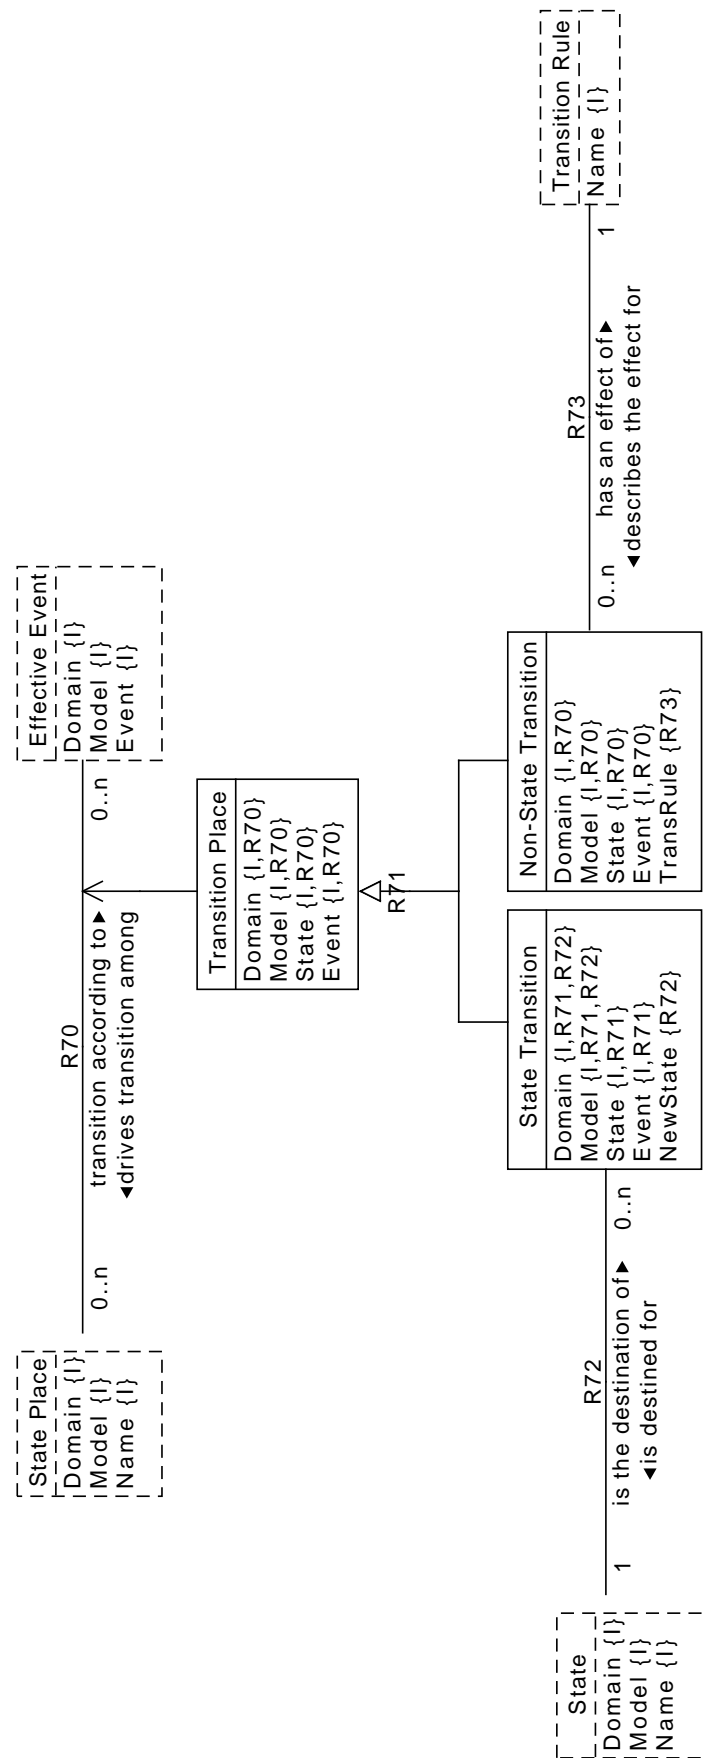 State Place
Domain {I}
Model {I}
Name {I}
R70
transition according to►
◄drives transition among
0..n
0..n
Effective Event
Domain {I}
Model {I}
Event {I}
Transition Place
Domain {I,R70}
Model {I,R70}
State {I,R70}
Event {I,R70}
R71
State
Domain {I}
Model {I}
Name {I}
R72
is the destination of►
◄is destined for
1
0..n
State Transition
Domain {I,R71,R72}
Model {I,R71,R72}
State {I,R71}
Event {I,R71}
NewState {R72}
Non-State Transition
Domain {I,R70}
Model {I,R70}
State {I,R70}
Event {I,R70}
TransRule {R73}
R73
has an effect of►
◄describes the effect for
0..n
1
Transition Rule
Name {I}